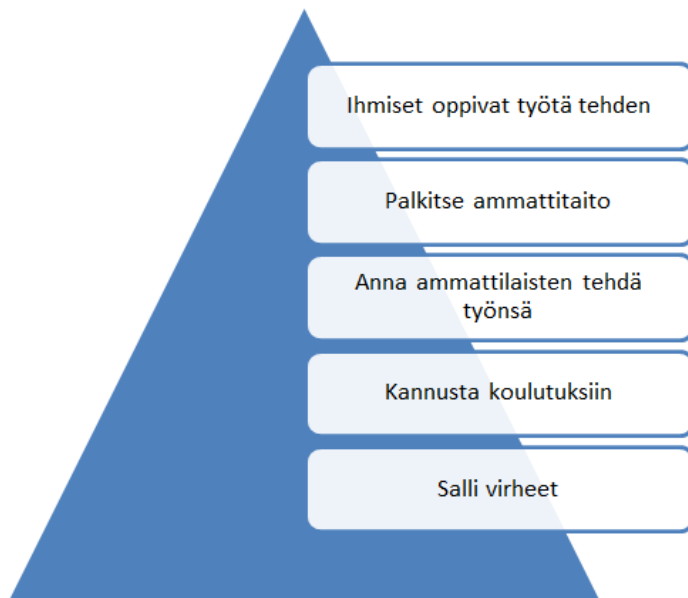 Ihmiset oppivat työtä tehden
Palkitse ammattitaito
Anna ammattilaisten tehdä
työnsä
Kannusta koulutuksiin
Salli virheet